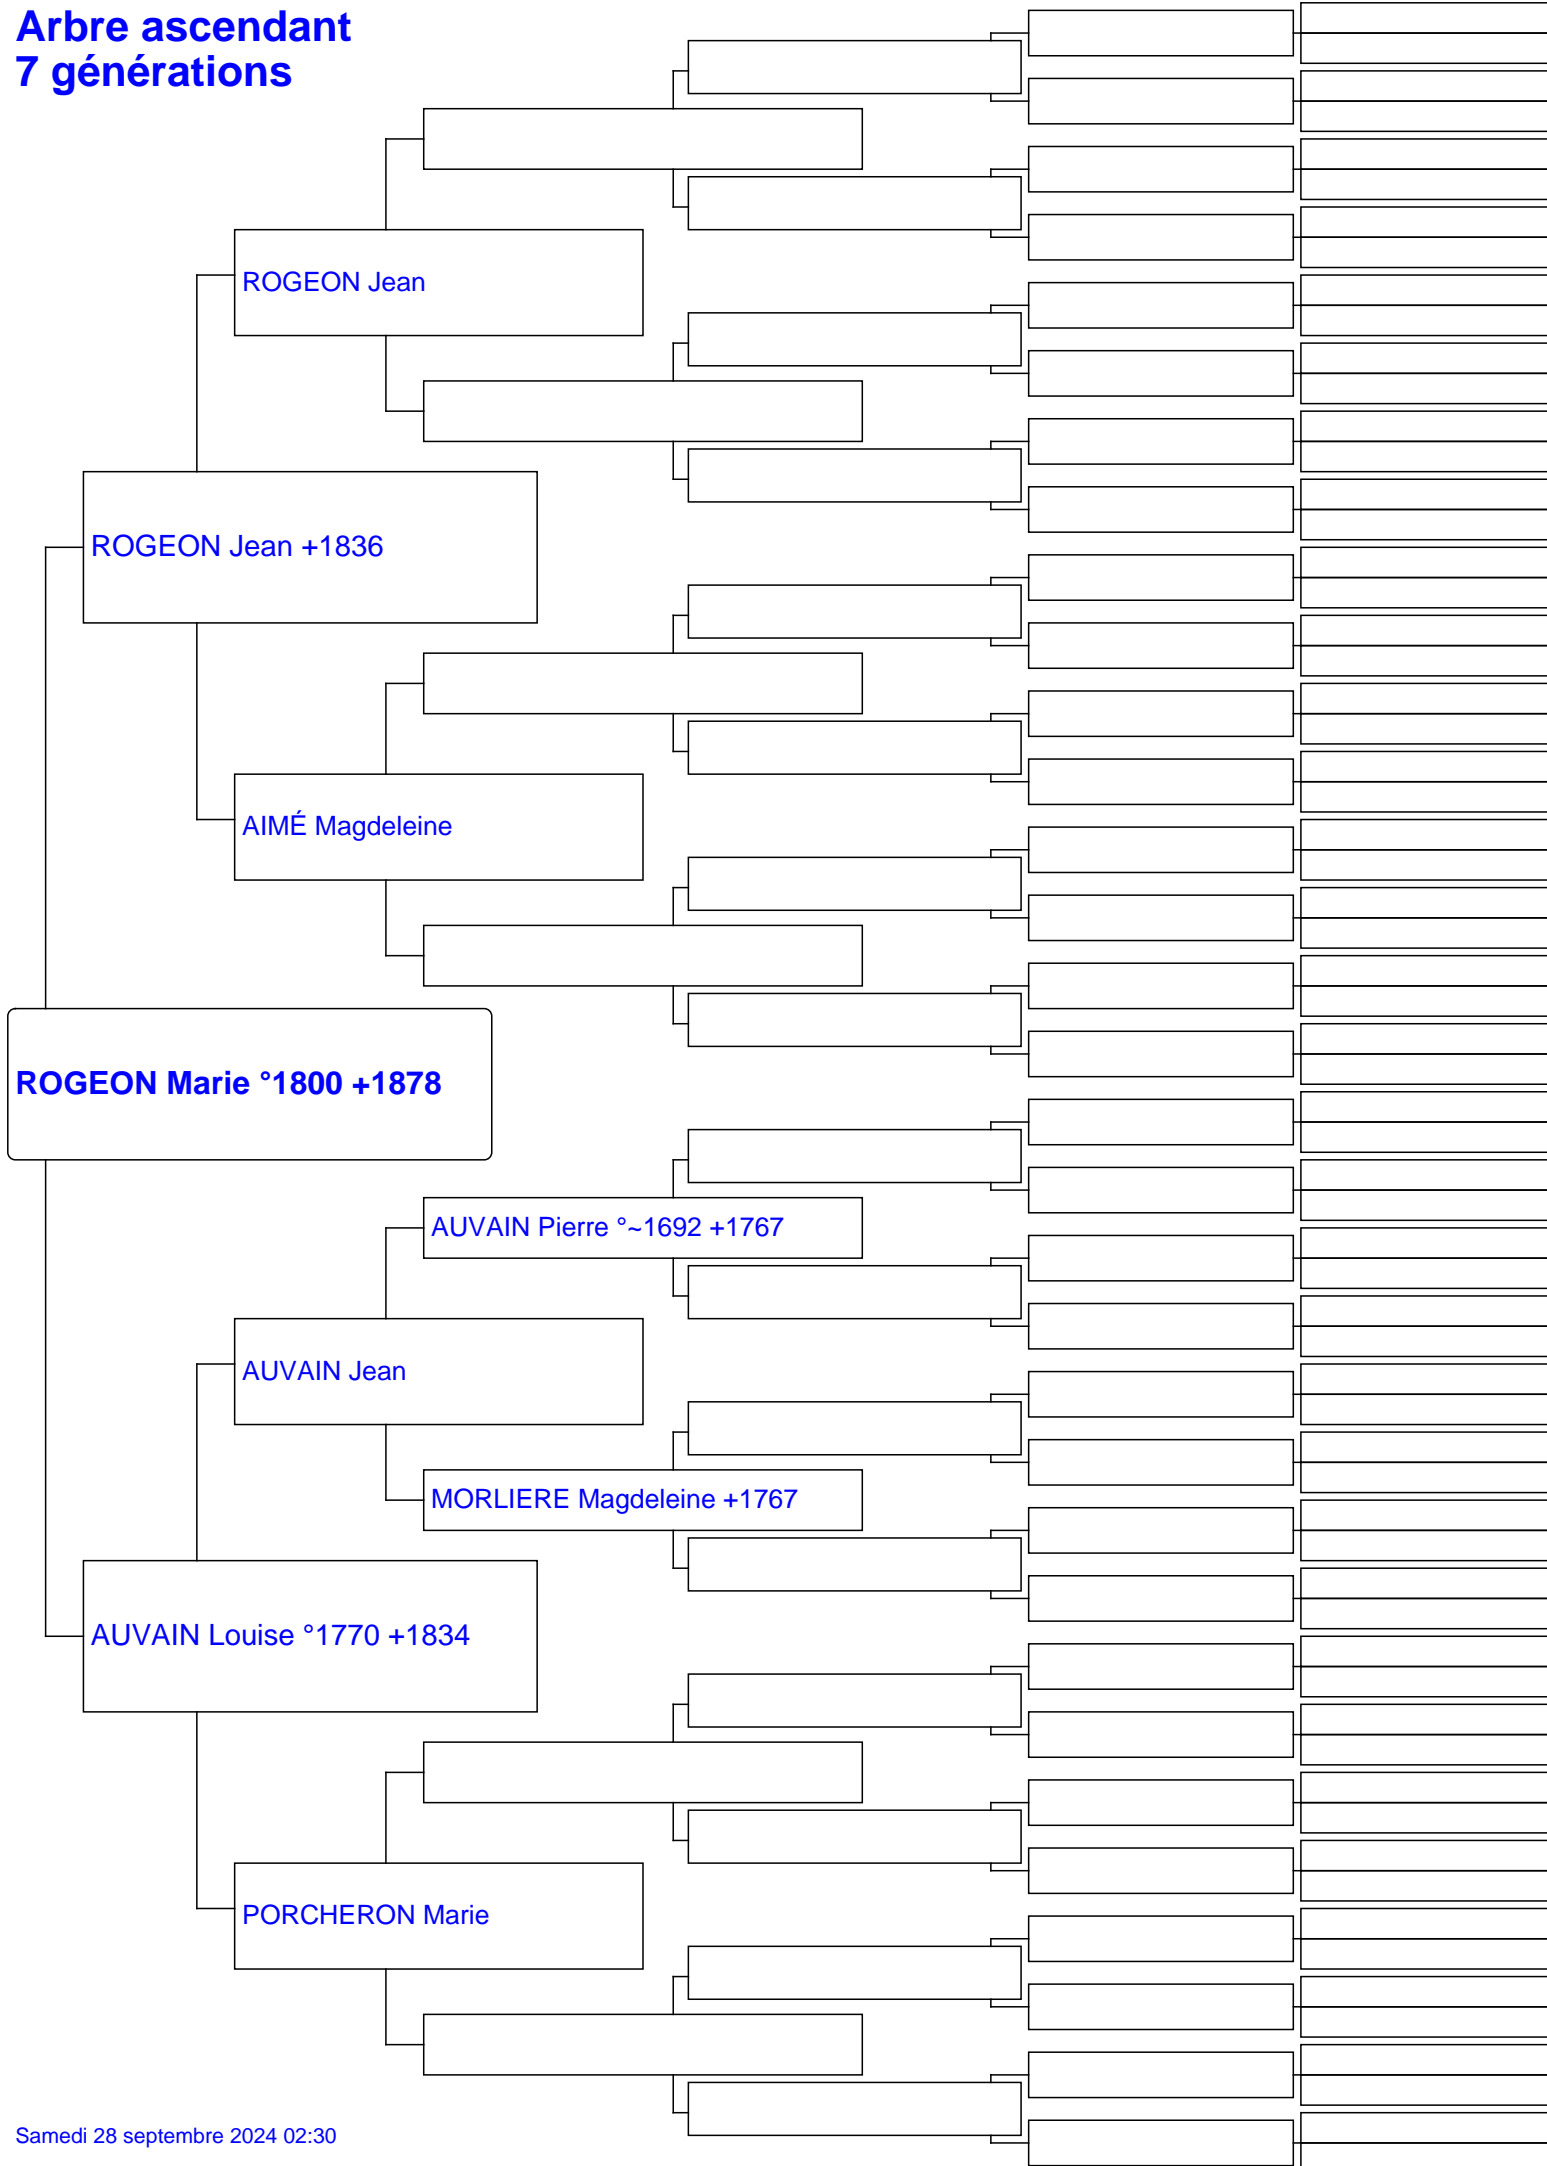 Arbre ascendant
7 générations
ROGEON Jean
ROGEON Jean +1836
AIMÉ Magdeleine
ROGEON Marie °1800 +1878
AUVAIN Pierre °~1692 +1767
AUVAIN Jean
MORLIERE Magdeleine +1767
AUVAIN Louise °1770 +1834
PORCHERON Marie
Samedi 28 septembre 2024 02:30